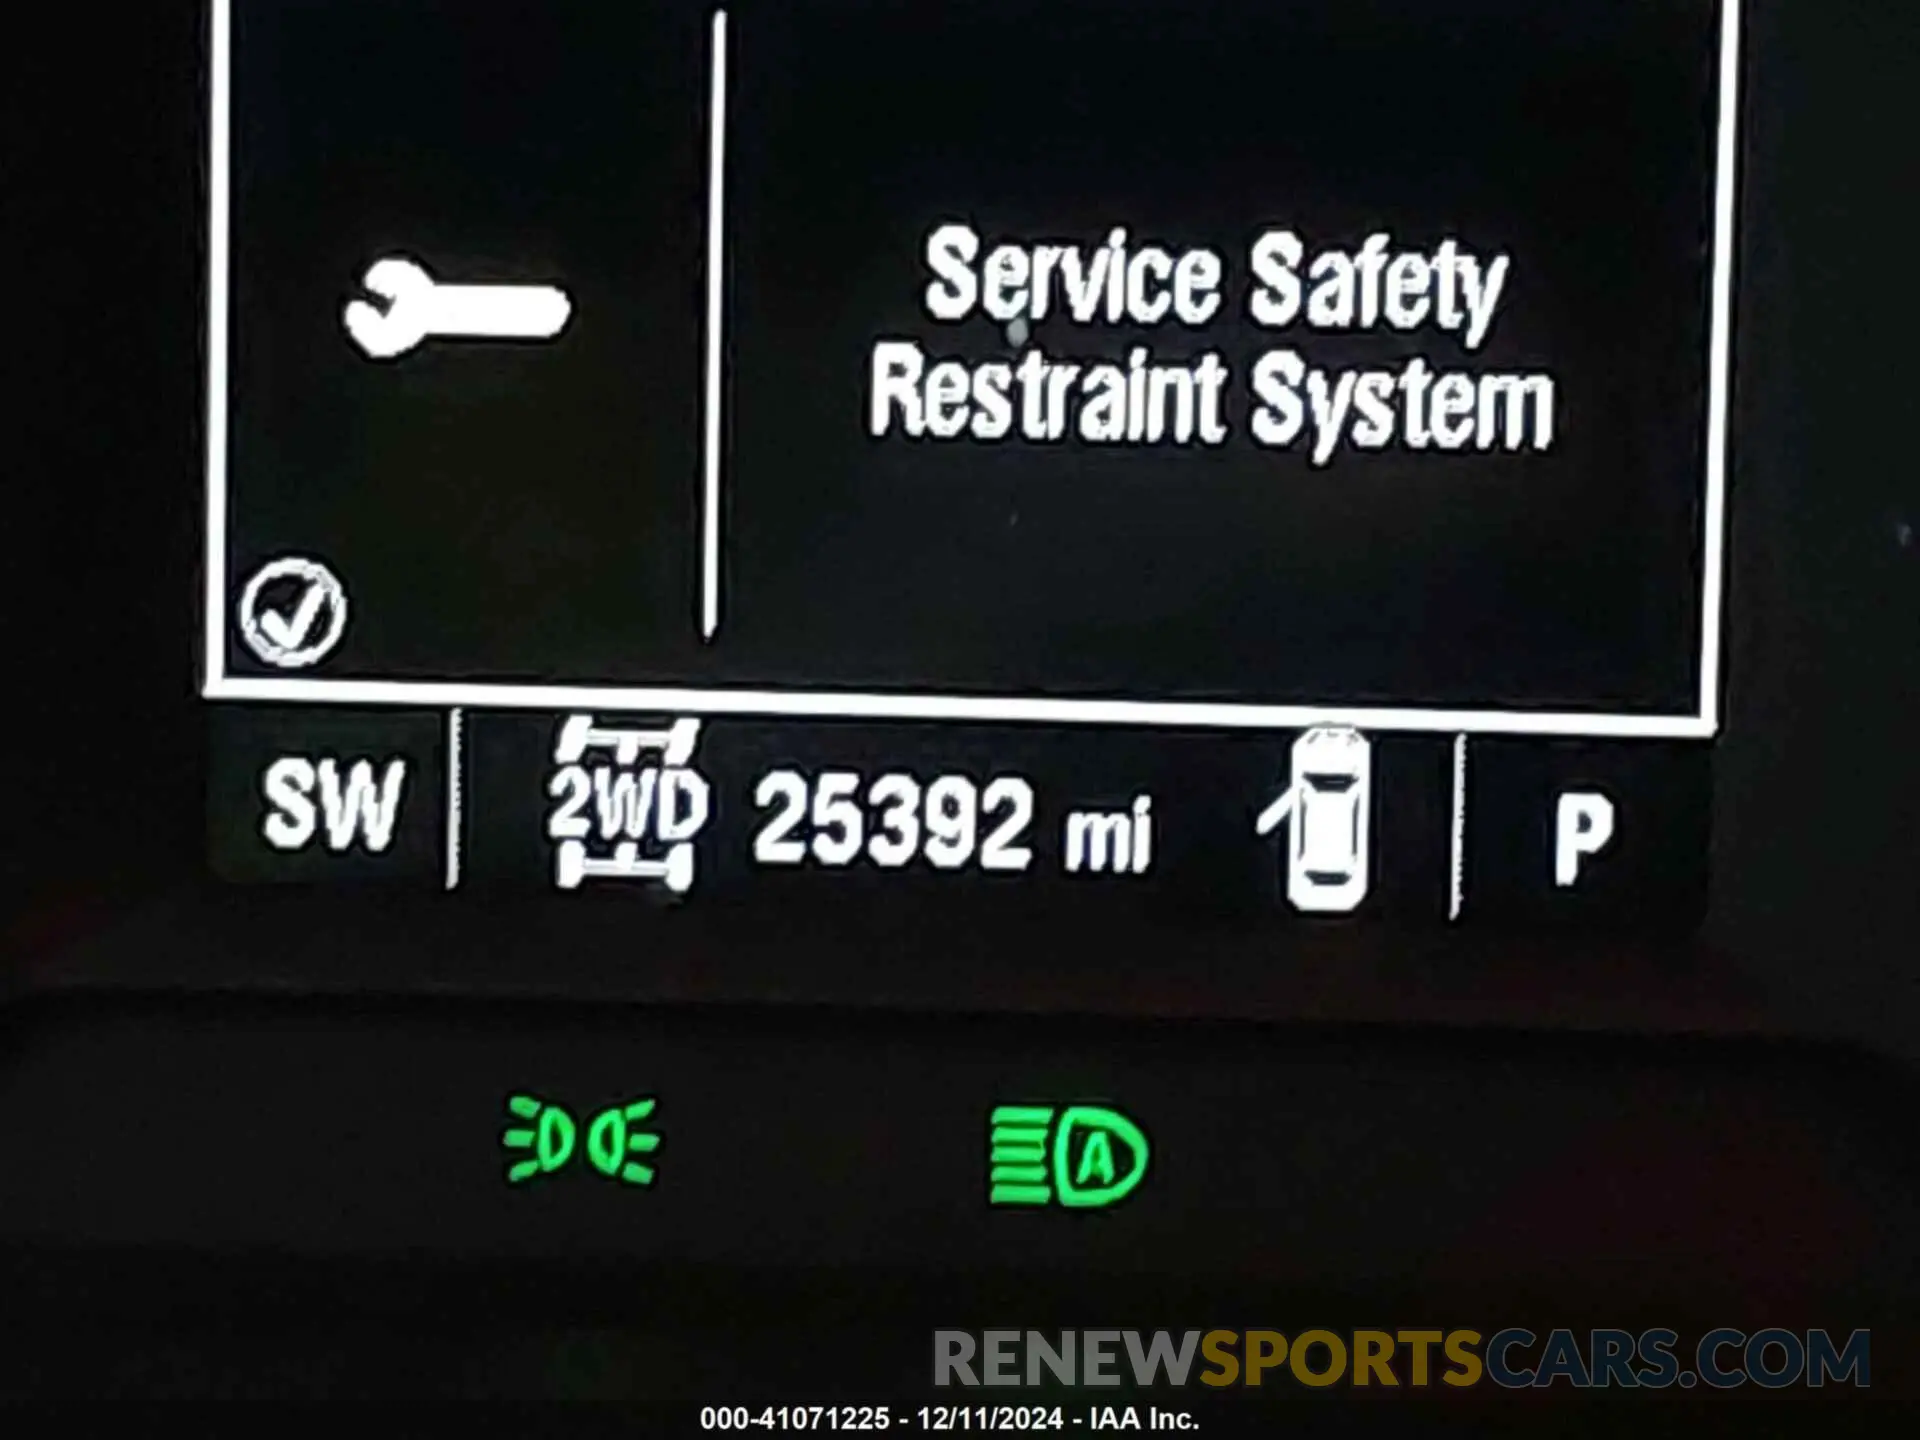 Service Safety
Restraint System
SW 2WD 25392 mi P
A
RENEWSPORTSCARS.COM
000-41071225 - 12/11/2024 - IAA Inc.